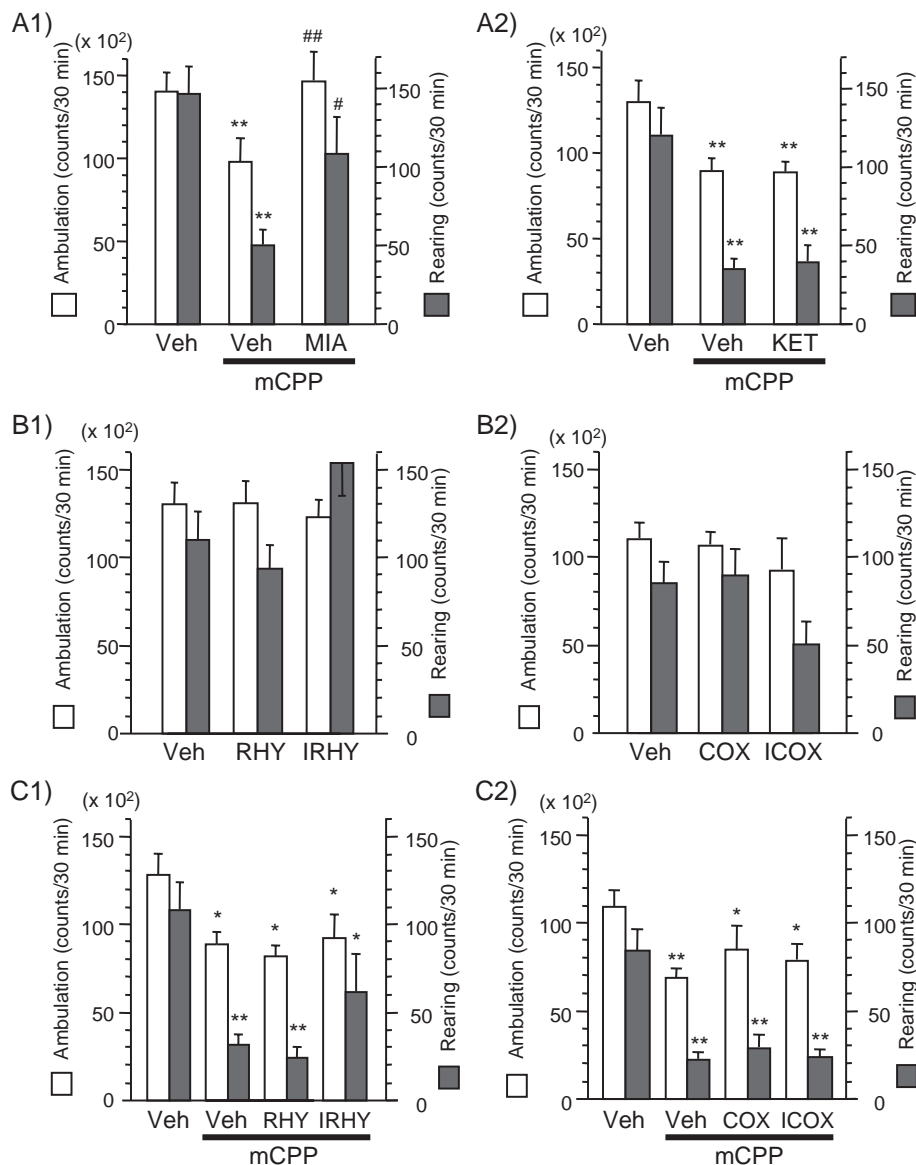 A1)
(x 10²)
Ambulation (counts/30 min)
150
100
50
0
**
**
##
#
150
100
50
0
Rearing (counts/30 min)
Veh Veh MIA
mCPP
A2)
(x 10²)
Ambulation (counts/30 min)
150
100
50
0
**
**
**
**
150
100
50
0
Rearing (counts/30 min)
Veh Veh KET
mCPP
B1)
(x 10²)
Ambulation (counts/30 min)
150
100
50
0
150
100
50
0
Rearing (counts/30 min)
Veh RHY IRHY
B2)
(x 10²)
Ambulation (counts/30 min)
150
100
50
0
150
100
50
0
Rearing (counts/30 min)
Veh COX ICOX
C1)
(x 10²)
Ambulation (counts/30 min)
150
100
50
0
*
**
*
**
*
*
150
100
50
0
Rearing (counts/30 min)
Veh Veh RHY IRHY
mCPP
C2)
(x 10²)
Ambulation (counts/30 min)
150
100
50
0
**
**
*
**
*
**
150
100
50
0
Rearing (counts/30 min)
Veh Veh COX ICOX
mCPP